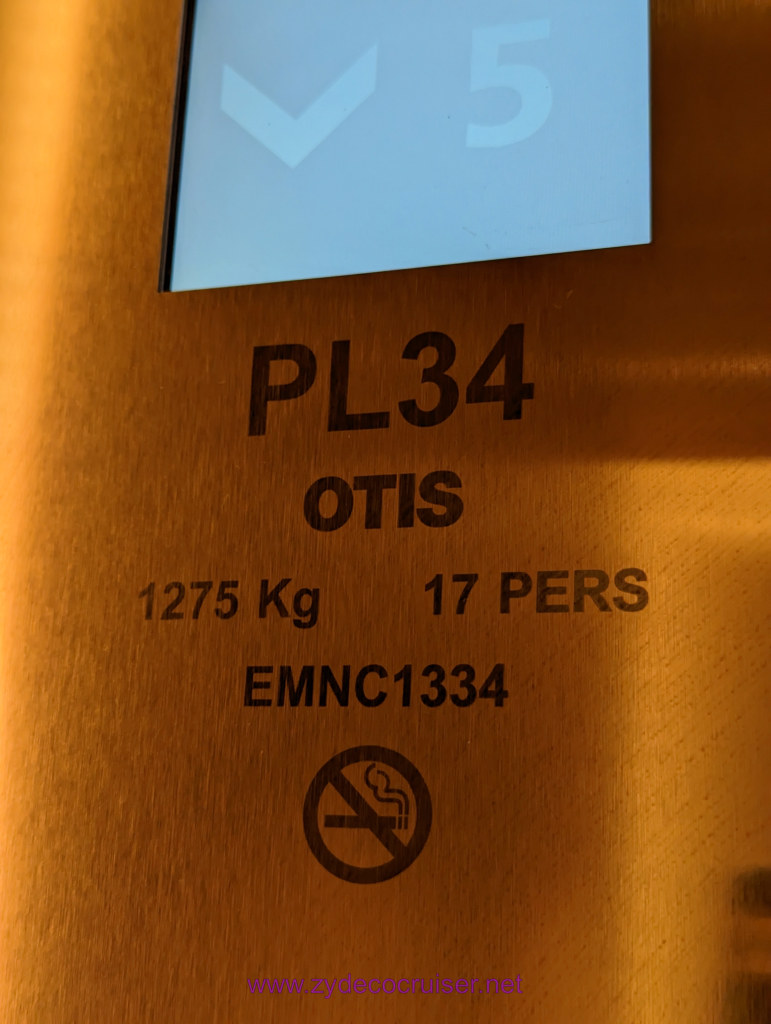 5
PL34
OTIS
1275 Kg 17 PERS
EMNC1334
www.zydecocruiser.net